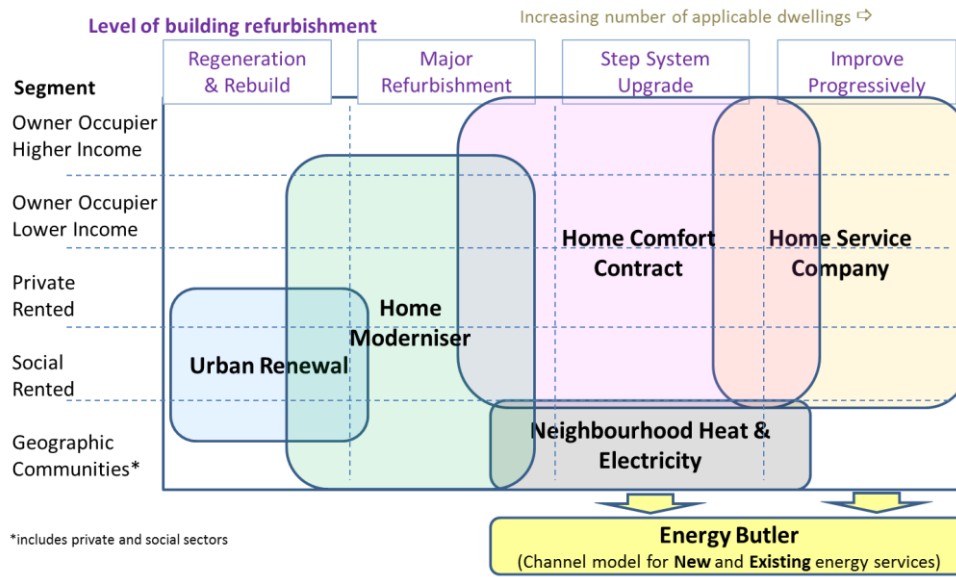 Increasing number of applicable dwellings ⇨
Level of building refurbishment
Regeneration
& Rebuild
Major
Refurbishment
Step System
Upgrade
Improve
Progressively
Segment
Owner Occupier
Higher Income
Owner Occupier
Lower Income
Private
Rented
Social
Rented
Geographic
Communities*
Home Comfort
Contract
Home Service
Company
Home
Moderniser
Urban Renewal
Neighbourhood Heat &
Electricity
*includes private and social sectors
Energy Butler
(Channel model for New and Existing energy services)